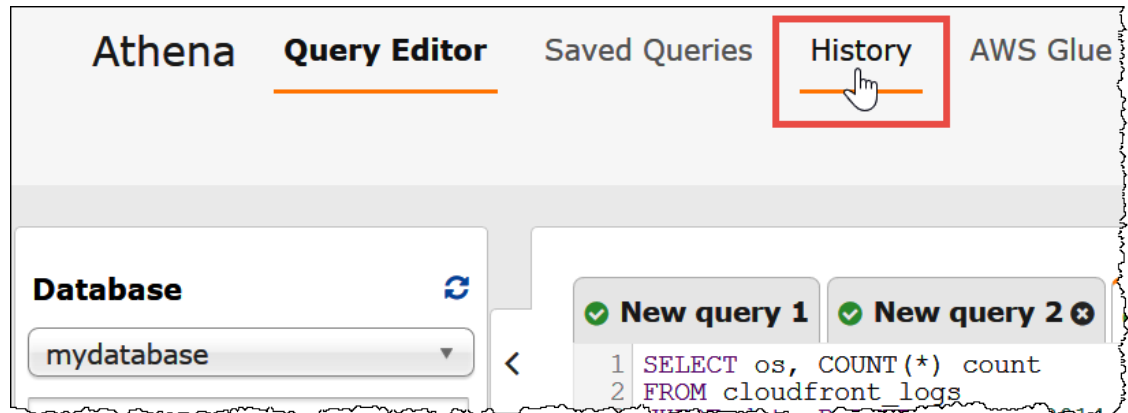 Athena Query Editor Saved Queries History AWS Glue
Database
mydatabase
New query 1 New query 2
1 SELECT os, COUNT(*) count
2 FROM cloudfront_logs